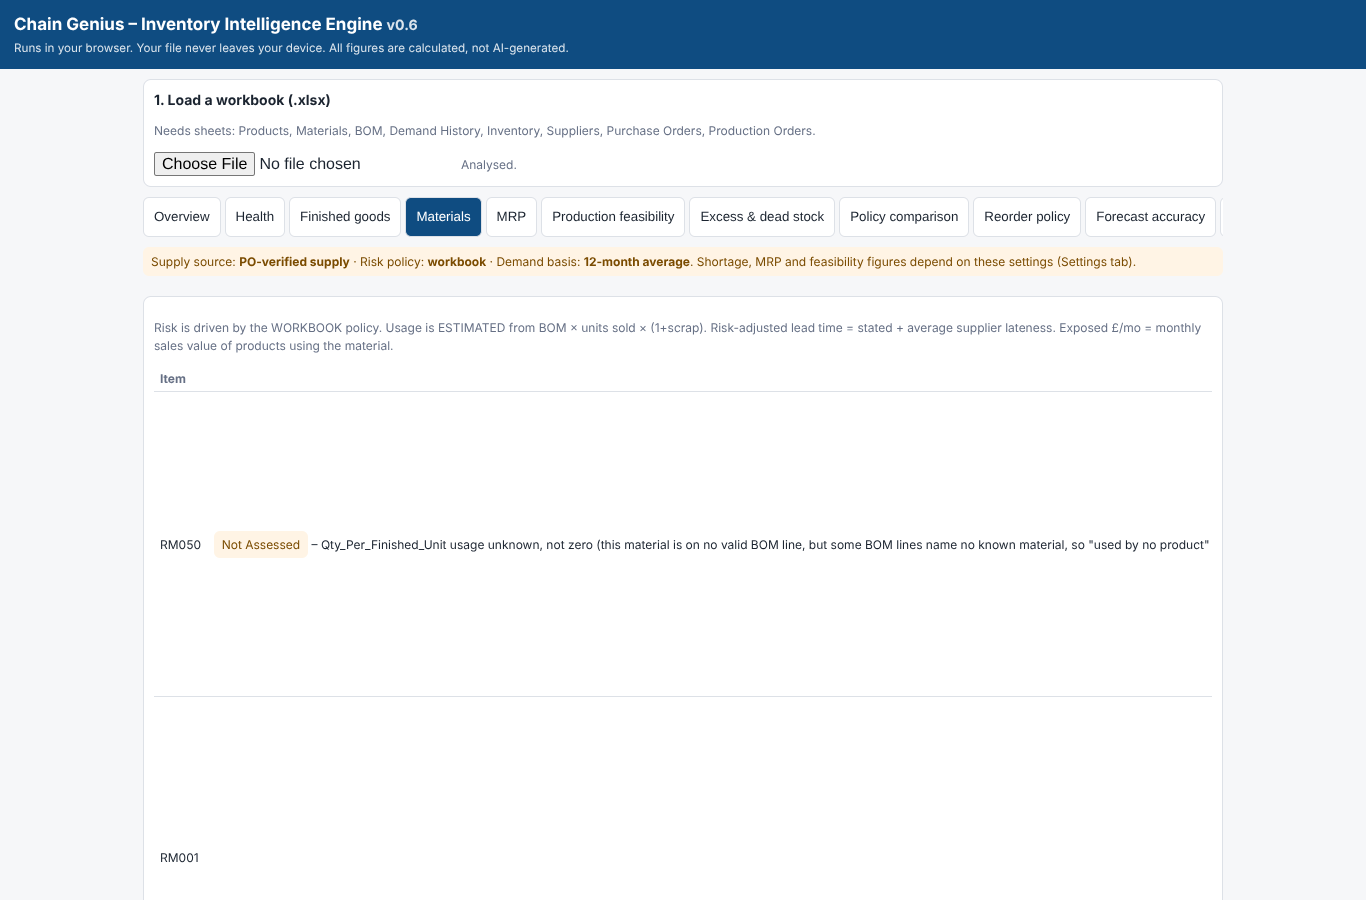 Chain Genius – Inventory Intelligence Engine v0.6
Runs in your browser. Your file never leaves your device. All figures are calculated, not AI-generated.
1. Load a workbook (.xlsx)
Needs sheets: Products, Materials, BOM, Demand History, Inventory, Suppliers, Purchase Orders, Production Orders.
Choose File No file chosen Analysed.
Overview Health Finished goods Materials MRP Production feasibility Excess & dead stock Policy comparison Reorder policy Forecast accuracy
Supply source: PO-verified supply · Risk policy: workbook · Demand basis: 12-month average. Shortage, MRP and feasibility figures depend on these settings (Settings tab).
Risk is driven by the WORKBOOK policy. Usage is ESTIMATED from BOM × units sold × (1+scrap). Risk-adjusted lead time = stated + average supplier lateness. Exposed £/mo = monthly
sales value of products using the material.
Item
RM050 Not Assessed – Qty_Per_Finished_Unit usage unknown, not zero (this material is on no valid BOM line, but some BOM lines name no known material, so "used by no product"
RM001